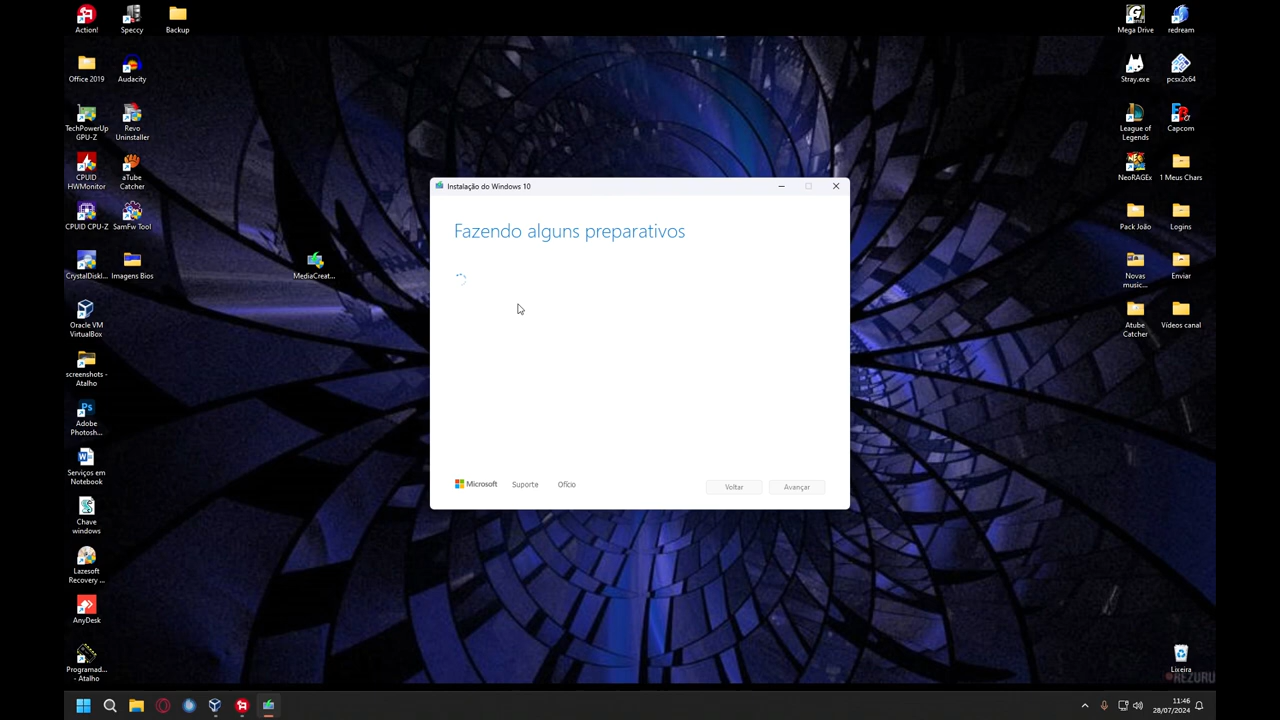 Action!
Speccy
Backup
Mega Drive
redream
Office 2019
Audacity
Stray.exe
pcsx2x64
TechPowerUp
GPU-Z
Revo
Uninstaller
League of
Legends
Capcom
CPUID
HWMonitor
aTube
Catcher
NeoRAGEx
1 Meus Chars
Instalação do Windows 10
CPUID CPU-Z
SamFw Tool
Pack João
Logins
Fazendo alguns preparativos
CrystalDiskI...
Imagens Bios
MediaCreat...
Novas
music...
Enviar
Oracle VM
VirtualBox
Atube
Catcher
Vídeos canal
screenshots -
Atalho
Adobe
Photosh...
Serviços em
Notebook
Microsoft
Suporte
Ofício
Voltar
Avançar
Chave
windows
Lazesoft
Recovery ...
AnyDesk
Programad...
- Atalho
Lixeira
REZURU
11:46
28/07/2024